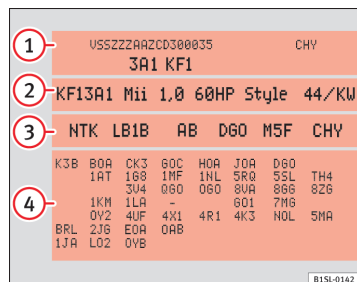 1 VSSZZZAAZCD300035 CHY
3A1 KF1
2 KF13A1 Mii 1,0 60HP Style 44/KW
3 NTK LB1B AB DGO M5F CHY
K3B BOA CK3 GOC HOA JOA DGO
1AT 1G8 1MF 1NL 5RQ 5SL TH4
3V4 QGO OGO 8VA 8GG 8ZG
4
1KM 1LA - GO1 7MG
OY2 4UF 4X1 4R1 4K3 NOL 5MA
BRL 2JG EOA OAB
1JA LO2 OYB
B1SL-0142